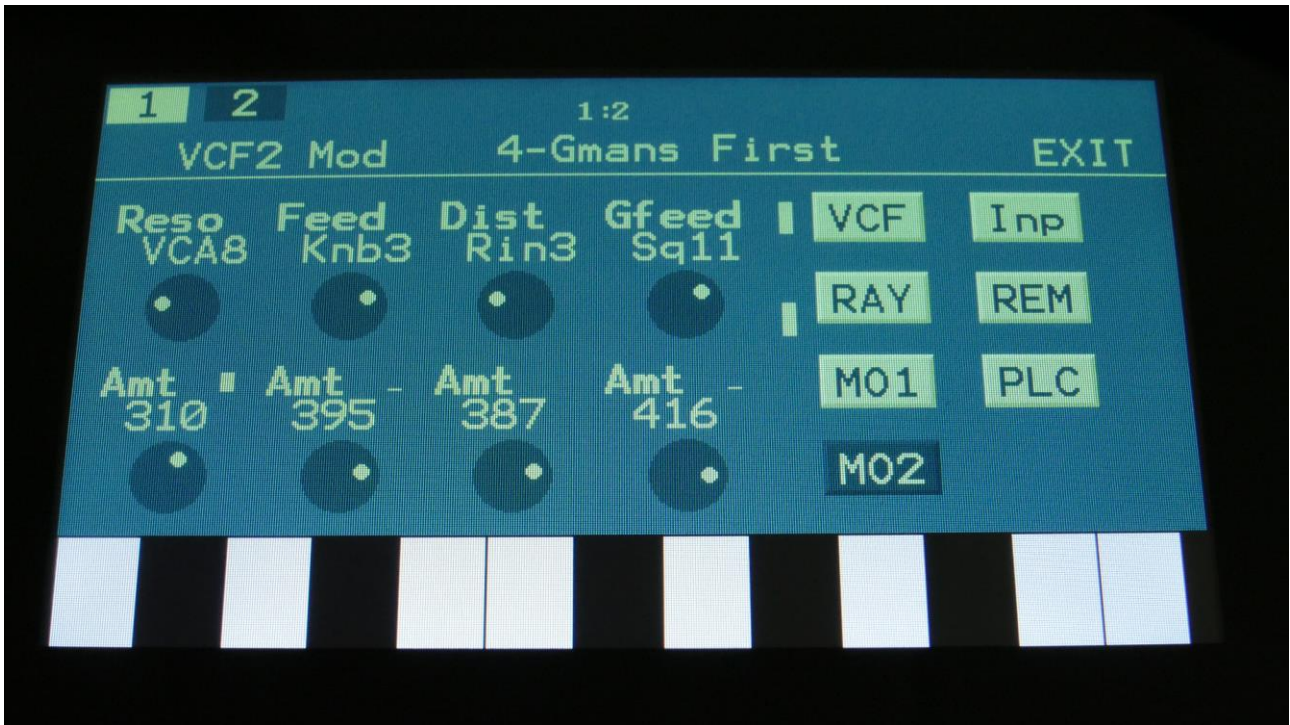 1 2 1:2
VCF2 Mod 4-Gmans First EXIT
Reso Feed Dist Gfeed VCF Inp
VCA8 Knb3 Rin3 Sq11
RAY REM
Amt Amt - Amt Amt - MO1 PLC
310 395 387 416
MO2